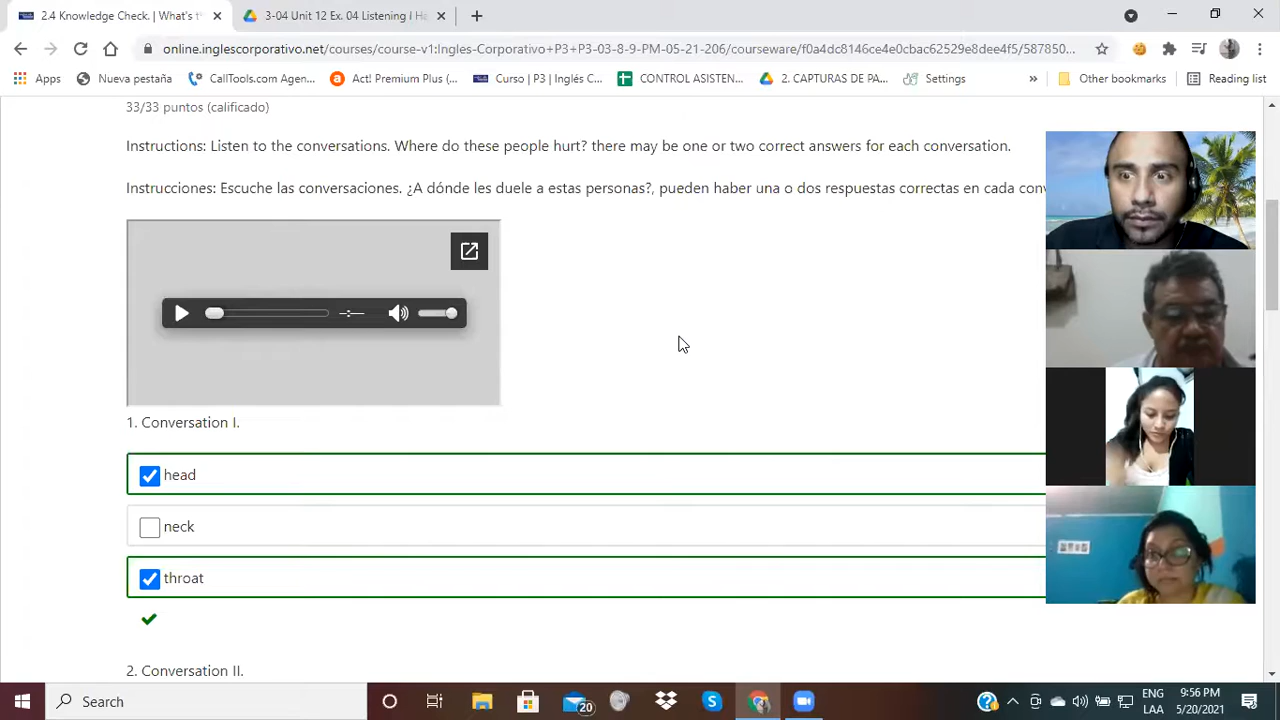 2.4 Knowledge Check. | What's t
3-04 Unit 12 Ex. 04 Listening I Ha
online.inglescorporativo.net/courses/course-v1:Ingles-Corporativo+P3+P3-03-8-9-PM-05-21-206/courseware/f0a4dc8146ce4e0cbac62529e8dee4f5/587850...
Apps
Nueva pestaña
CallTools.com Agen...
Act! Premium Plus (...
Curso | P3 | Inglés C...
CONTROL ASISTEN...
2. CAPTURAS DE PA...
Settings
»
Other bookmarks
Reading list
33/33 puntos (calificado)
Instructions: Listen to the conversations. Where do these people hurt? there may be one or two correct answers for each conversation.
Instrucciones: Escuche las conversaciones. ¿A dónde les duele a estas personas?, pueden haber una o dos respuestas correctas en cada conv
-:--
1. Conversation I.
head
neck
throat
2. Conversation II.
Search
20
ENG
LAA
9:56 PM
5/20/2021